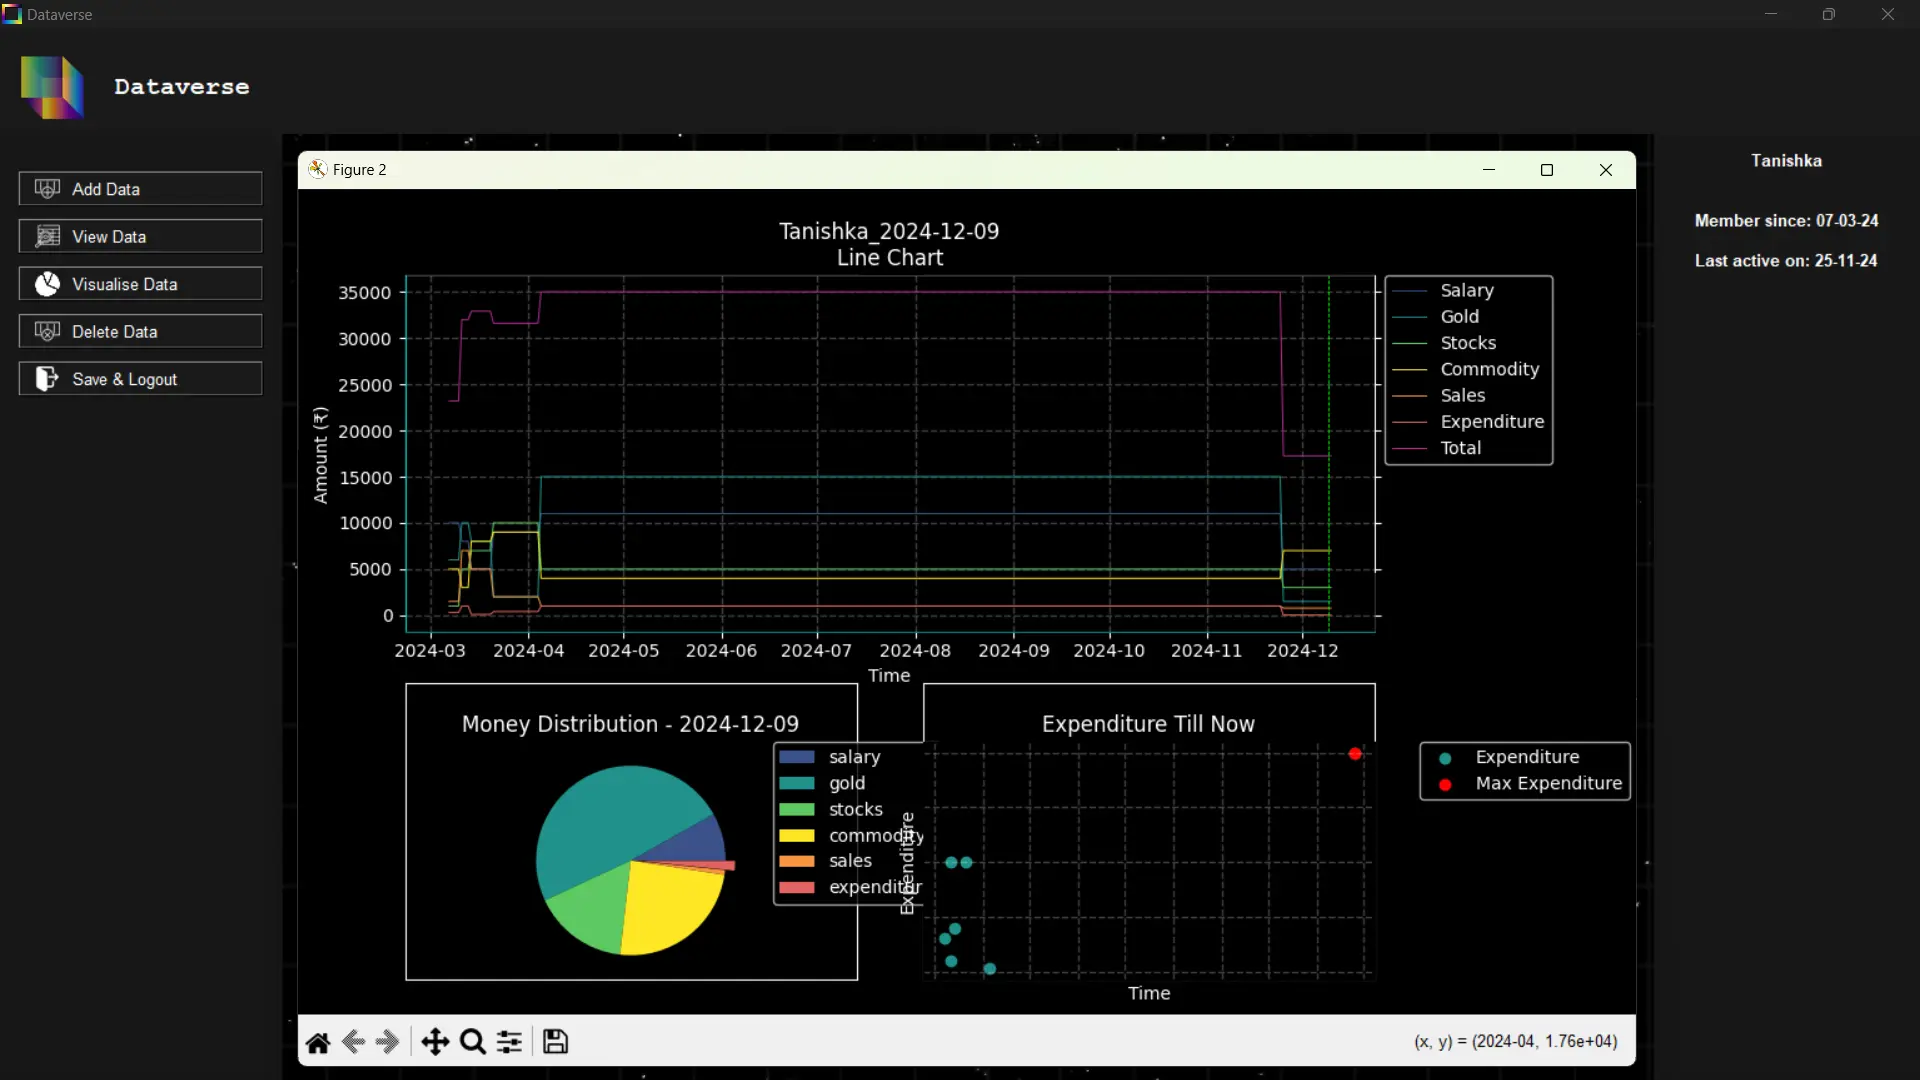 Dataverse
Dataverse
Add Data
View Data
Visualise Data
Delete Data
Save & Logout
Tanishka
Member since: 07-03-24
Last active on: 25-11-24
Figure 2
Tanishka_2024-12-09
Line Chart
Amount (₹)
35000
30000
25000
20000
15000
10000
5000
0
2024-03 2024-04 2024-05 2024-06 2024-07 2024-08 2024-09 2024-10 2024-11 2024-12
Time
Salary
Gold
Stocks
Commodity
Sales
Expenditure
Total
Money Distribution - 2024-12-09
salary
gold
stocks
commodity
sales
expenditur
Expenditure Till Now
Expenditure
Time
Expenditure
Max Expenditure
(x, y) = (2024-04, 1.76e+04)